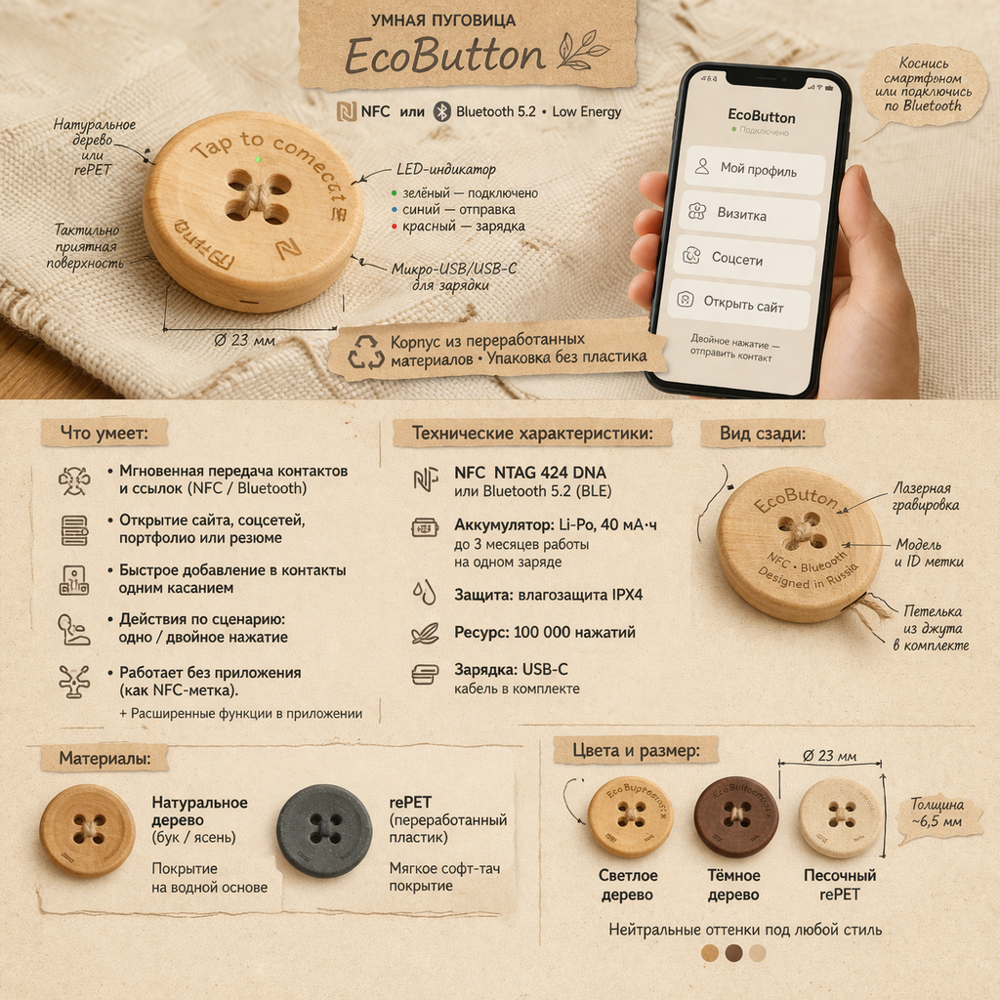 УМНАЯ ПУГОВИЦА
EcoButton
NFC или Bluetooth 5.2 • Low Energy
Натуральное
дерево
или
rePET
Тактильно
приятная
поверхность
Tap to comecat
N
LED-индикатор
• зелёный — подключено
• синий — отправка
• красный — зарядка
Микро-USB/USB-C
для зарядки
Ø 23 мм
Корпус из переработанных
материалов • Упаковка без пластика
EcoButton
• Подключено
Мой профиль
Визитка
Соцсети
Открыть сайт
Двойное нажатие —
отправить контакт
Коснись
смартфоном
или подключись
по Bluetooth
Что умеет:
• Мгновенная передача контактов
и ссылок (NFC / Bluetooth)
• Открытие сайта, соцсетей,
портфолио или резюме
• Быстрое добавление в контакты
одним касанием
• Действия по сценарию:
одно / двойное нажатие
• Работает без приложения
(как NFC-метка).
+ Расширенные функции в приложении
Технические характеристики:
NFC NTAG 424 DNA
или Bluetooth 5.2 (BLE)
Аккумулятор: Li-Po, 40 мА·ч
до 3 месяцев работы
на одном заряде
Защита: влагозащита IPX4
Ресурс: 100 000 нажатий
Зарядка: USB-C
кабель в комплекте
Вид сзади:
EcoButon
NFC • Blueooth
Designed in Russia
Лазерная
гравировка
Модель
и ID метки
Петелька
из джута
в комплекте
Материалы:
Натуральное
дерево
(бук / ясень)
Покрытие
на водной основе
rePET
(переработанный
пластик)
Мягкое софт-тач
покрытие
Цвета и размер:
Ø 23 мм
Толщина
~6,5 мм
Светлое
дерево
Тёмное
дерево
Песочный
rePET
Нейтральные оттенки под любой стиль